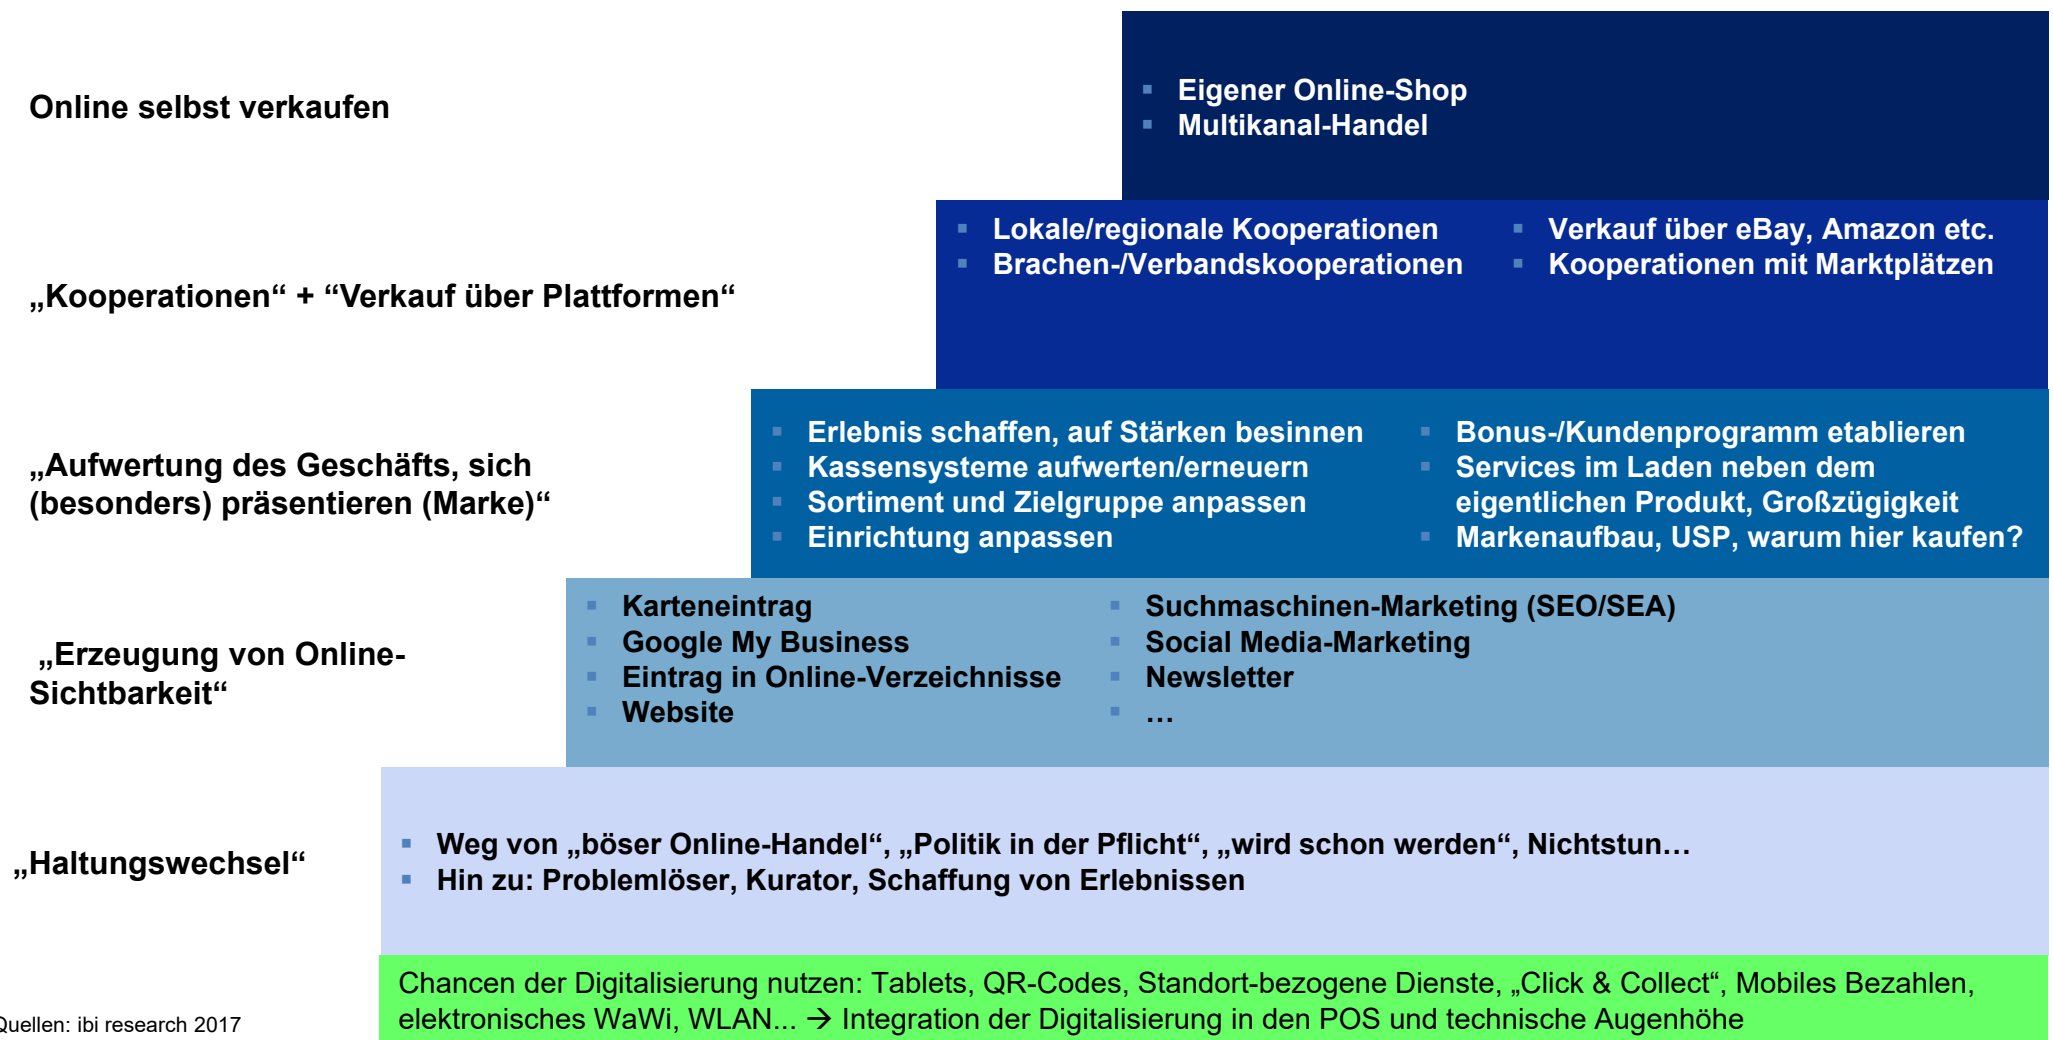 Online selbst verkaufen
Eigener Online-Shop
Multikanal-Handel
„Kooperationen“ + “Verkauf über Plattformen“
Lokale/regionale Kooperationen
Brachen-/Verbandskooperationen
Verkauf über eBay, Amazon etc.
Kooperationen mit Marktplätzen
„Aufwertung des Geschäfts, sich
(besonders) präsentieren (Marke)“
Erlebnis schaffen, auf Stärken besinnen
Kassensysteme aufwerten/erneuern
Sortiment und Zielgruppe anpassen
Einrichtung anpassen
Bonus-/Kundenprogramm etablieren
Services im Laden neben dem
eigentlichen Produkt, Großzügigkeit
Markenaufbau, USP, warum hier kaufen?
„Erzeugung von Online-
Sichtbarkeit“
Karteneintrag
Google My Business
Eintrag in Online-Verzeichnisse
Website
Suchmaschinen-Marketing (SEO/SEA)
Social Media-Marketing
Newsletter
…
„Haltungswechsel“
Weg von „böser Online-Handel“, „Politik in der Pflicht“, „wird schon werden“, Nichtstun…
Hin zu: Problemlöser, Kurator, Schaffung von Erlebnissen
Chancen der Digitalisierung nutzen: Tablets, QR-Codes, Standort-bezogene Dienste, „Click & Collect“, Mobiles Bezahlen,
elektronisches WaWi, WLAN... → Integration der Digitalisierung in den POS und technische Augenhöhe
Quellen: ibi research 2017